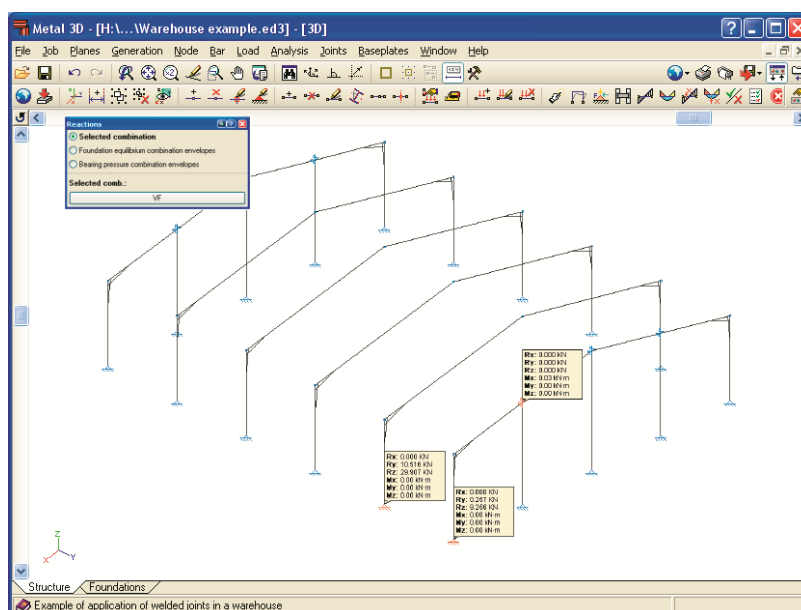 Metal 3D - [H:\...\Warehouse example.ed3] - [3D]
File Job Planes Generation Node Bar Load Analysis Joints Baseplates Window Help
Reactions
Selected combination
Foundation equilibrium combination envelopes
Bearing pressure combination envelopes
Selected comb.:
VF
Rx: 0.000 KN
Ry: 0.000 KN
Rz: 0.000 KN
Mx: 0.03 kN·m
My: 0.00 kN·m
Mz: 0.00 kN·m
Rx: 0.000 KN
Ry: 10.516 KN
Rz: 29.907 KN
Mx: 0.00 kN·m
My: 0.00 kN·m
Mz: 0.00 kN·m
Rx: 0.000 KN
Ry: 0.257 KN
Rz: 9.256 KN
Mx: 0.00 kN·m
My: 0.00 kN·m
Mz: 0.00 kN·m
Z
X
Y
Structure Foundations
Example of application of welded joints in a warehouse